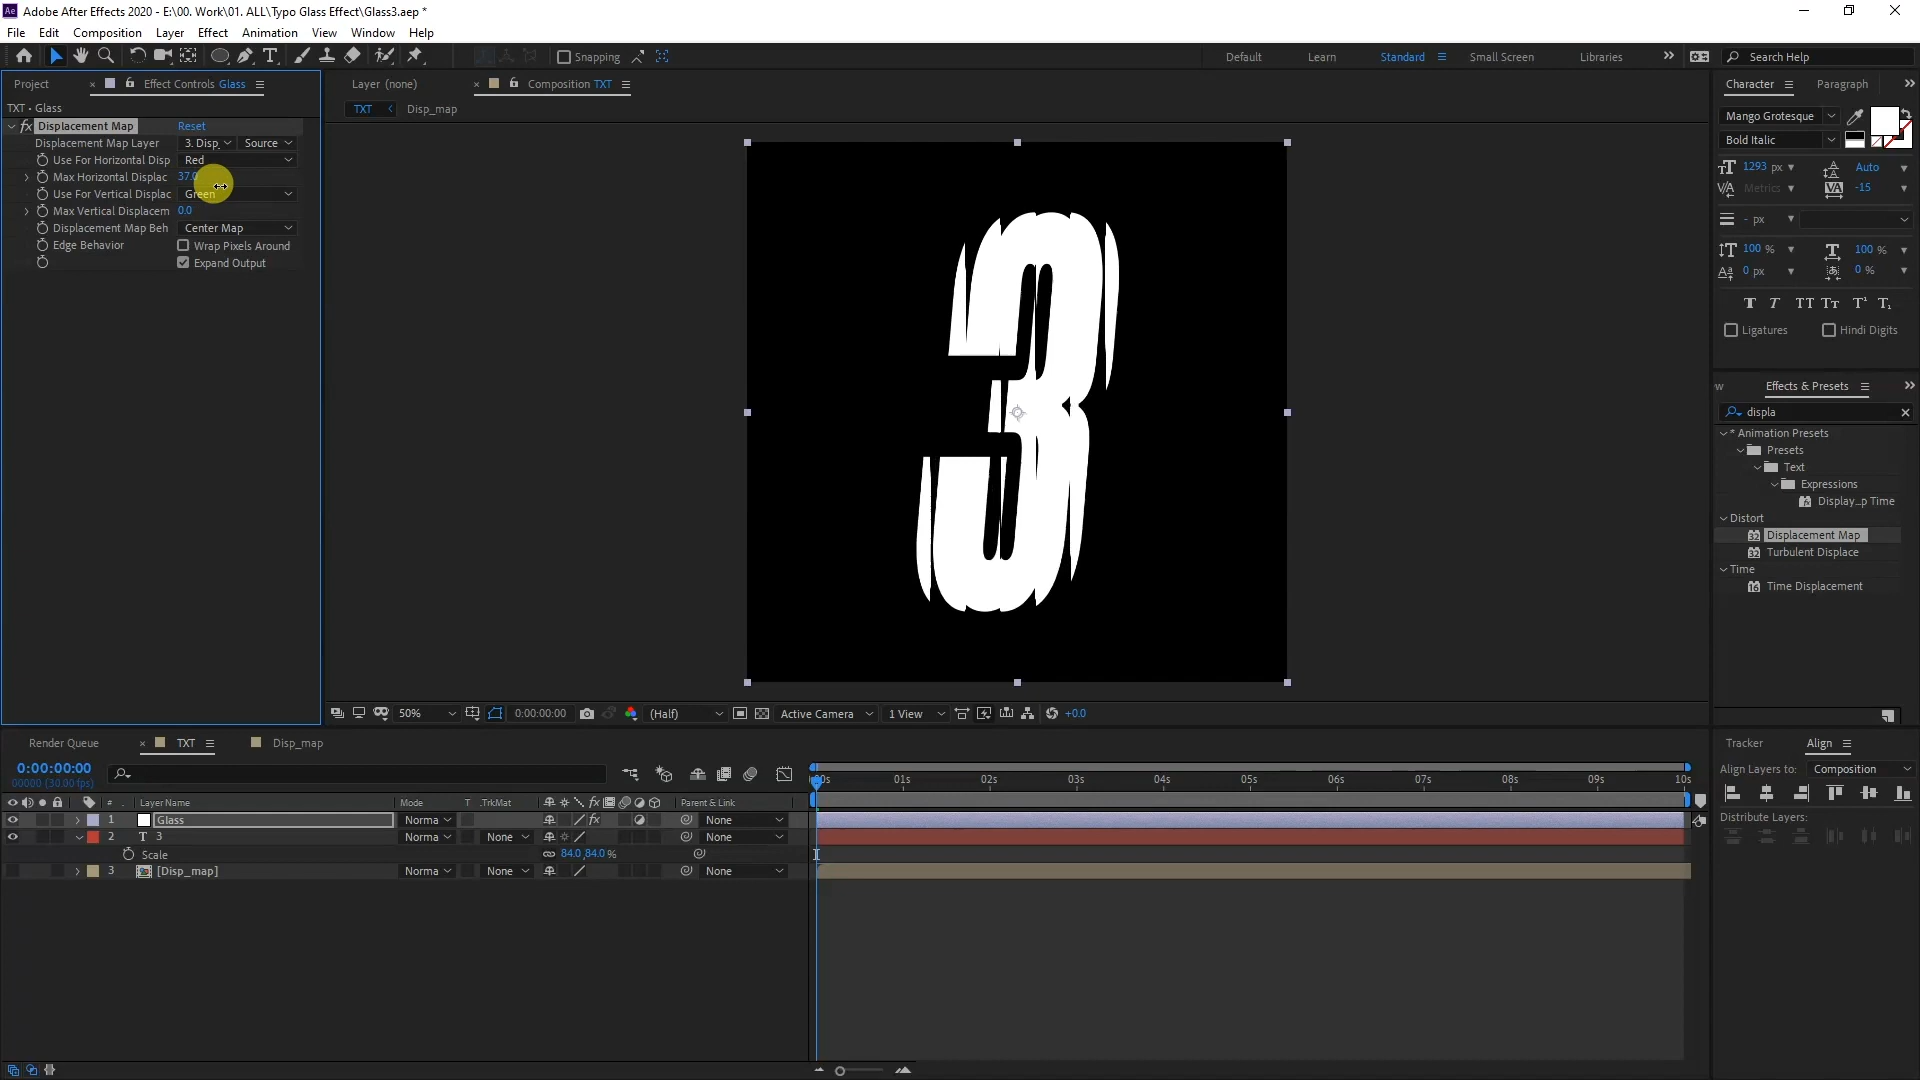 Adobe After Effects 2020 - E:\00. Work\01. ALL\Typo Glass Effect\Glass3.aep *
File Edit Composition Layer Effect Animation View Window Help
Snapping
Default Learn Standard Small Screen Libraries
Search Help
Project
Effect Controls Glass
TXT • Glass
Displacement Map Reset
Displacement Map Layer 3. Disp_ Source
Use For Horizontal Disp Red
Max Horizontal Displac 37.0
Use For Vertical Displac Green
Max Vertical Displacem 0.0
Displacement Map Beh Center Map
Edge Behavior Wrap Pixels Around
Expand Output
Layer (none)
Composition TXT
TXT Disp_map
3
50% 0:00:00:00 (Half) Active Camera 1 View +0.0
Character Paragraph
Mango Grotesque
Bold Italic
1293 px Auto
Metrics -15
- px
100 % 100 %
0 px 0 %
Ligatures Hindi Digits
Effects & Presets
displa
* Animation Presets
Presets
Text
Expressions
Display...p Time
Distort
Displacement Map
Turbulent Displace
Time
Time Displacement
Render Queue TXT Disp_map
0:00:00:00
00000 (30.00 fps)
# Layer Name Mode T .TrkMat Parent & Link
1 Glass Norma None
2 T 3 Norma None None
Scale 84.0,84.0 %
3 [Disp_map] Norma None None
00s 01s 02s 03s 04s 05s 06s 07s 08s 09s 10s
Tracker Align
Align Layers to: Composition
Distribute Layers: